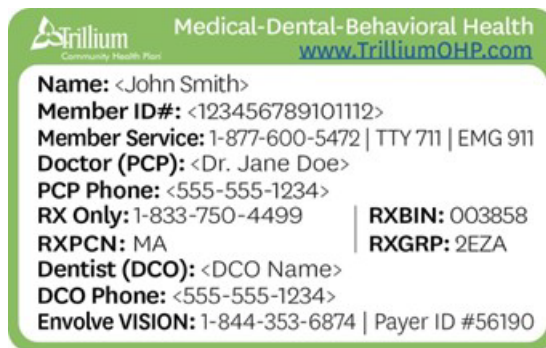 Trillium
Community Health Plan
Medical-Dental-Behavioral Health
www.TrilliumOHP.com
Name: <John Smith>
Member ID#: <123456789101112>
Member Service: 1-877-600-5472 | TTY 711 | EMG 911
Doctor (PCP): <Dr. Jane Doe>
PCP Phone: <555-555-1234>
RX Only: 1-833-750-4499 | RXBIN: 003858
RXPCN: MA | RXGRP: 2EZA
Dentist (DCO): <DCO Name>
DCO Phone: <555-555-1234>
Envolve VISION: 1-844-353-6874 | Payer ID #56190